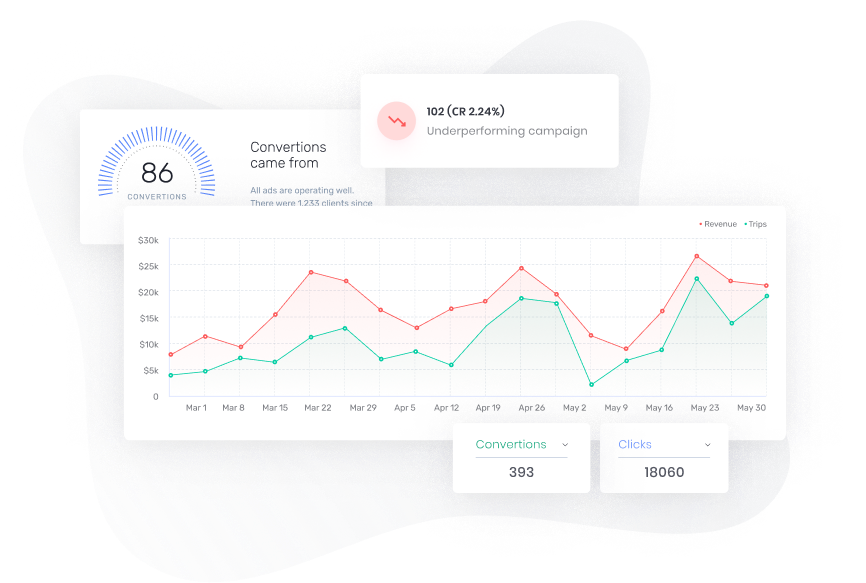 102 (CR 2.24%)
Underperforming campaign
86
CONVERTIONS
Convertions
came from
All ads are operating well.
There were 1,233 clients since
Revenue Trips
$30k
$25k
$20k
$15k
$10k
$5k
0
Mar 1 Mar 8 Mar 15 Mar 22 Mar 29 Apr 5 Apr 12 Apr 19 Apr 26 May 2 May 9 May 16 May 23 May 30
Convertions
393
Clicks
18060